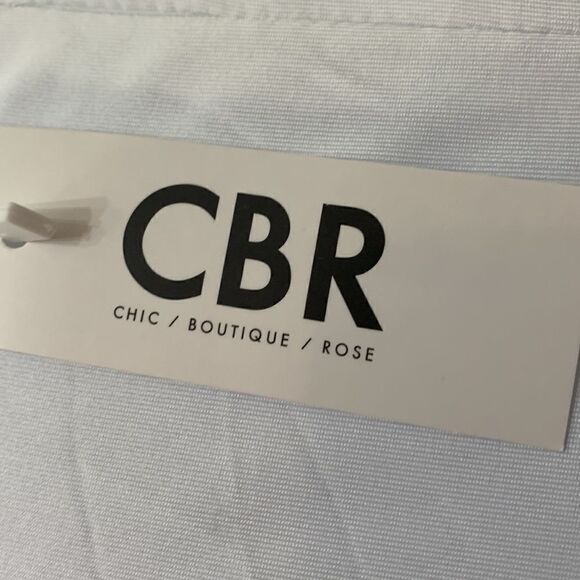 CBR
CHIC / BOUTIQUE / ROSE